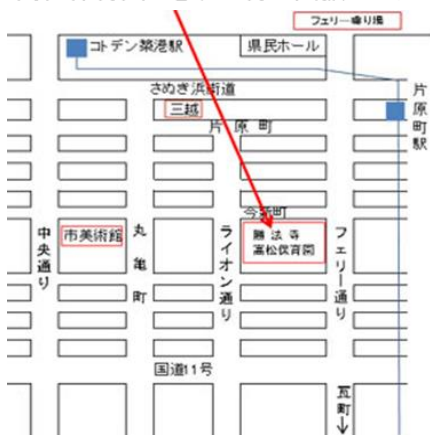 フェリー乗り場
コトデン築港駅
県民ホール
さぬき浜街道
三越
片原町
片原町駅
今新町
市美術館
勝法寺
高松保育園
中央通り
丸亀町
ライオン通り
フェリー通り
国道11号
瓦町↓